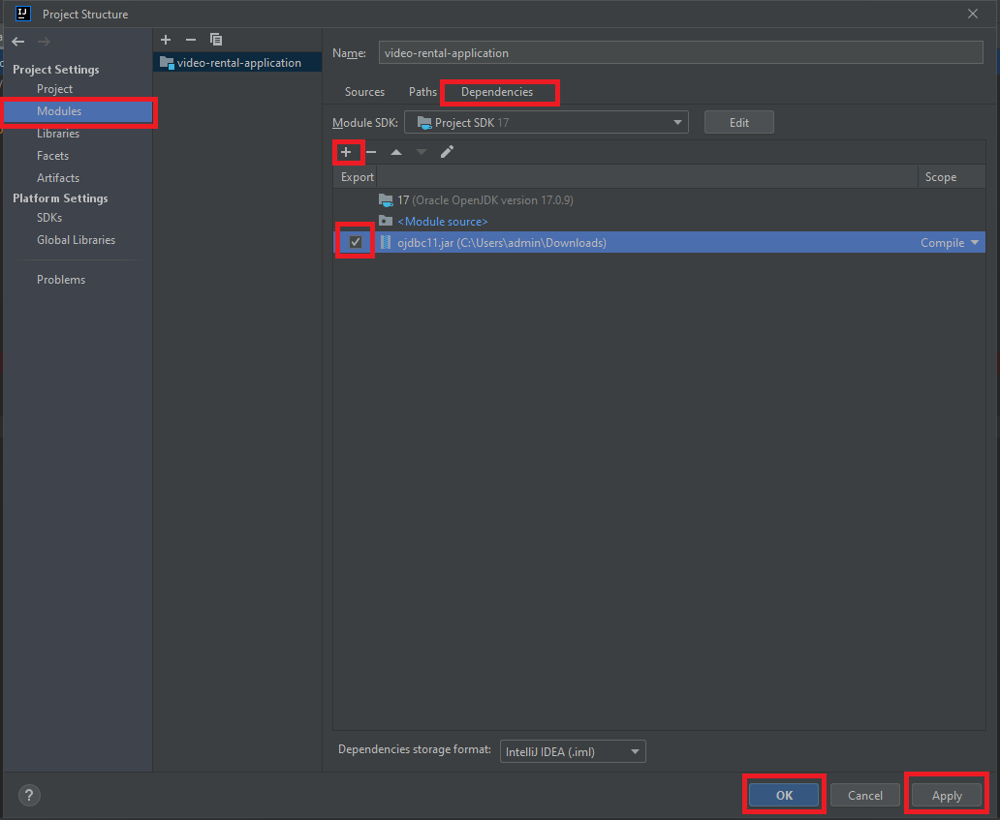 Project Structure
Project Settings
Project
Modules
Libraries
Facets
Artifacts
Platform Settings
SDKs
Global Libraries
Problems
video-rental-application
Name: video-rental-application
Sources Paths Dependencies
Module SDK: Project SDK 17 Edit
Export Scope
17 (Oracle OpenJDK version 17.0.9)
<Module source>
ojdbc11.jar (C:\Users\admin\Downloads) Compile
Dependencies storage format: IntelliJ IDEA (.iml)
? OK Cancel Apply